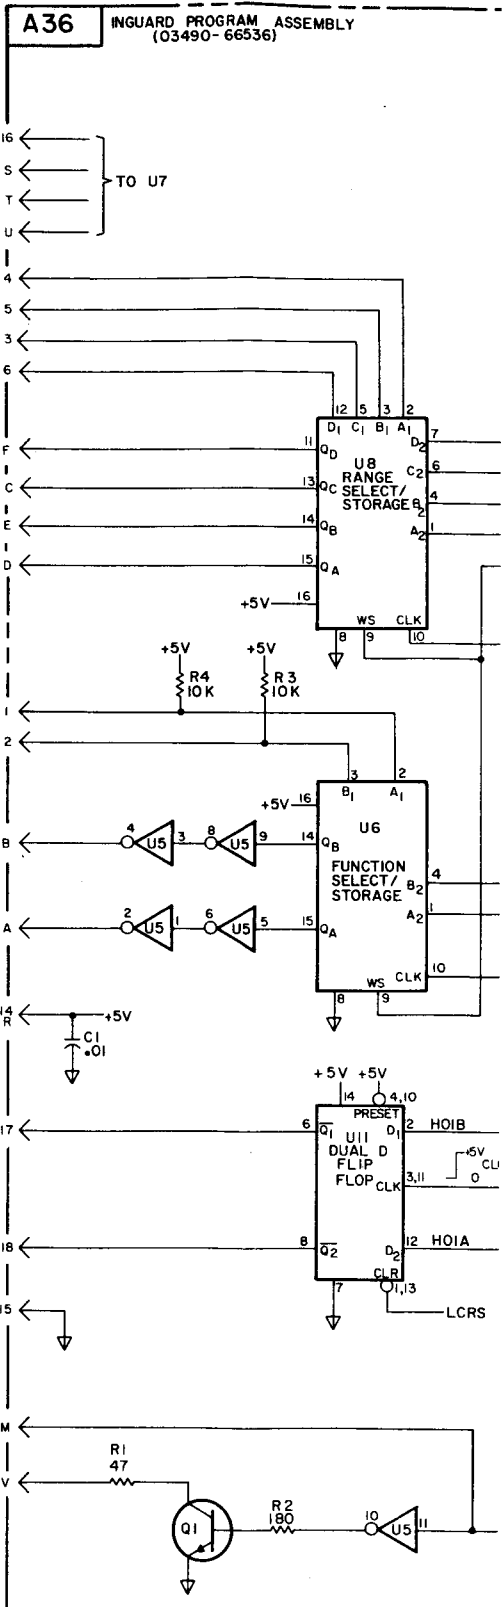 A36 INGUARD PROGRAM ASSEMBLY
(03490-66536)
16
S
TO U7
T
U
4
5
3
6
12 5 3 2
D1 C1 B1 A1
F 11 QD D2 7
U8
RANGE
SELECT/
STORAGE
C 13 QC C2 6
B2 4
E 14 QB A2 1
D 15 QA
+5V 16
WS CLK
8 9 10
+5V +5V
R4
10K
R3
10K
1
2
3 2
B1 A1
+5V 16
U6
B 4 U5 3 8 U5 9 14 QB
FUNCTION
SELECT/
STORAGE
B2 4
A2 1
A 2 U5 1 6 U5 5 15 QA
CLK 10
WS
8 9
14
R
+5V
C1
.01
+5V +5V
14 4,10
PRESET
17 6 Q1 D1 2 HO1B
U11
DUAL D
FLIP
FLOP
CLK 3,11
+5V
0
18 8 Q2 D2 12 HO1A
CLR
7 1,13
15
LCRS
M
R1
47
V
R2
180
Q1
10 U5 11